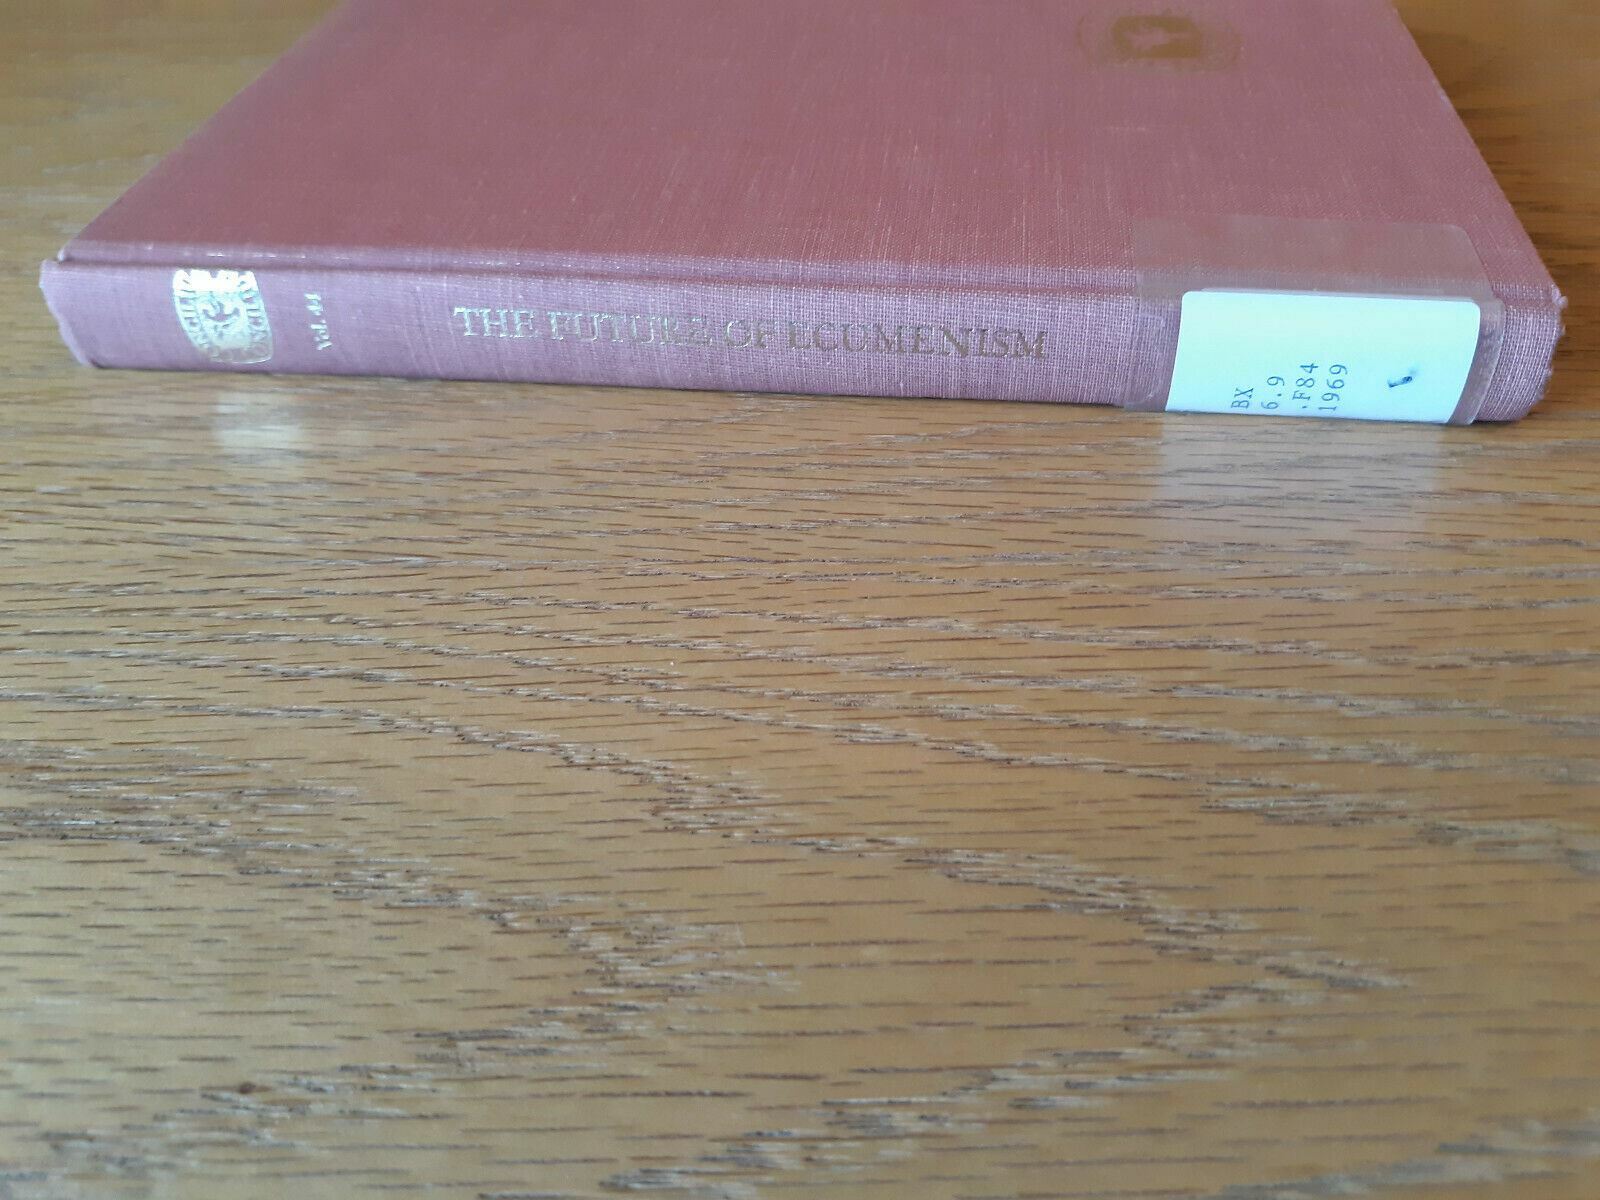 Vol. 44
THE FUTURE OF ECUMENISM
BX
6.9
.F84
1969